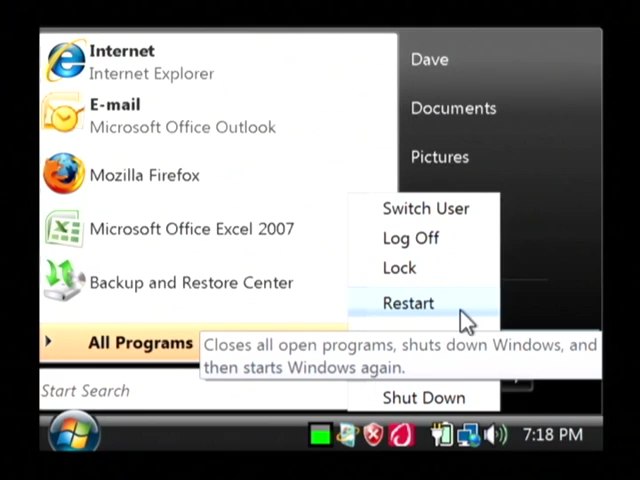 Internet
Internet Explorer
E-mail
Microsoft Office Outlook
Mozilla Firefox
Microsoft Office Excel 2007
Backup and Restore Center
All Programs
Start Search
Dave
Documents
Pictures
Switch User
Log Off
Lock
Restart
Closes all open programs, shuts down Windows, and
then starts Windows again.
Shut Down
7:18 PM